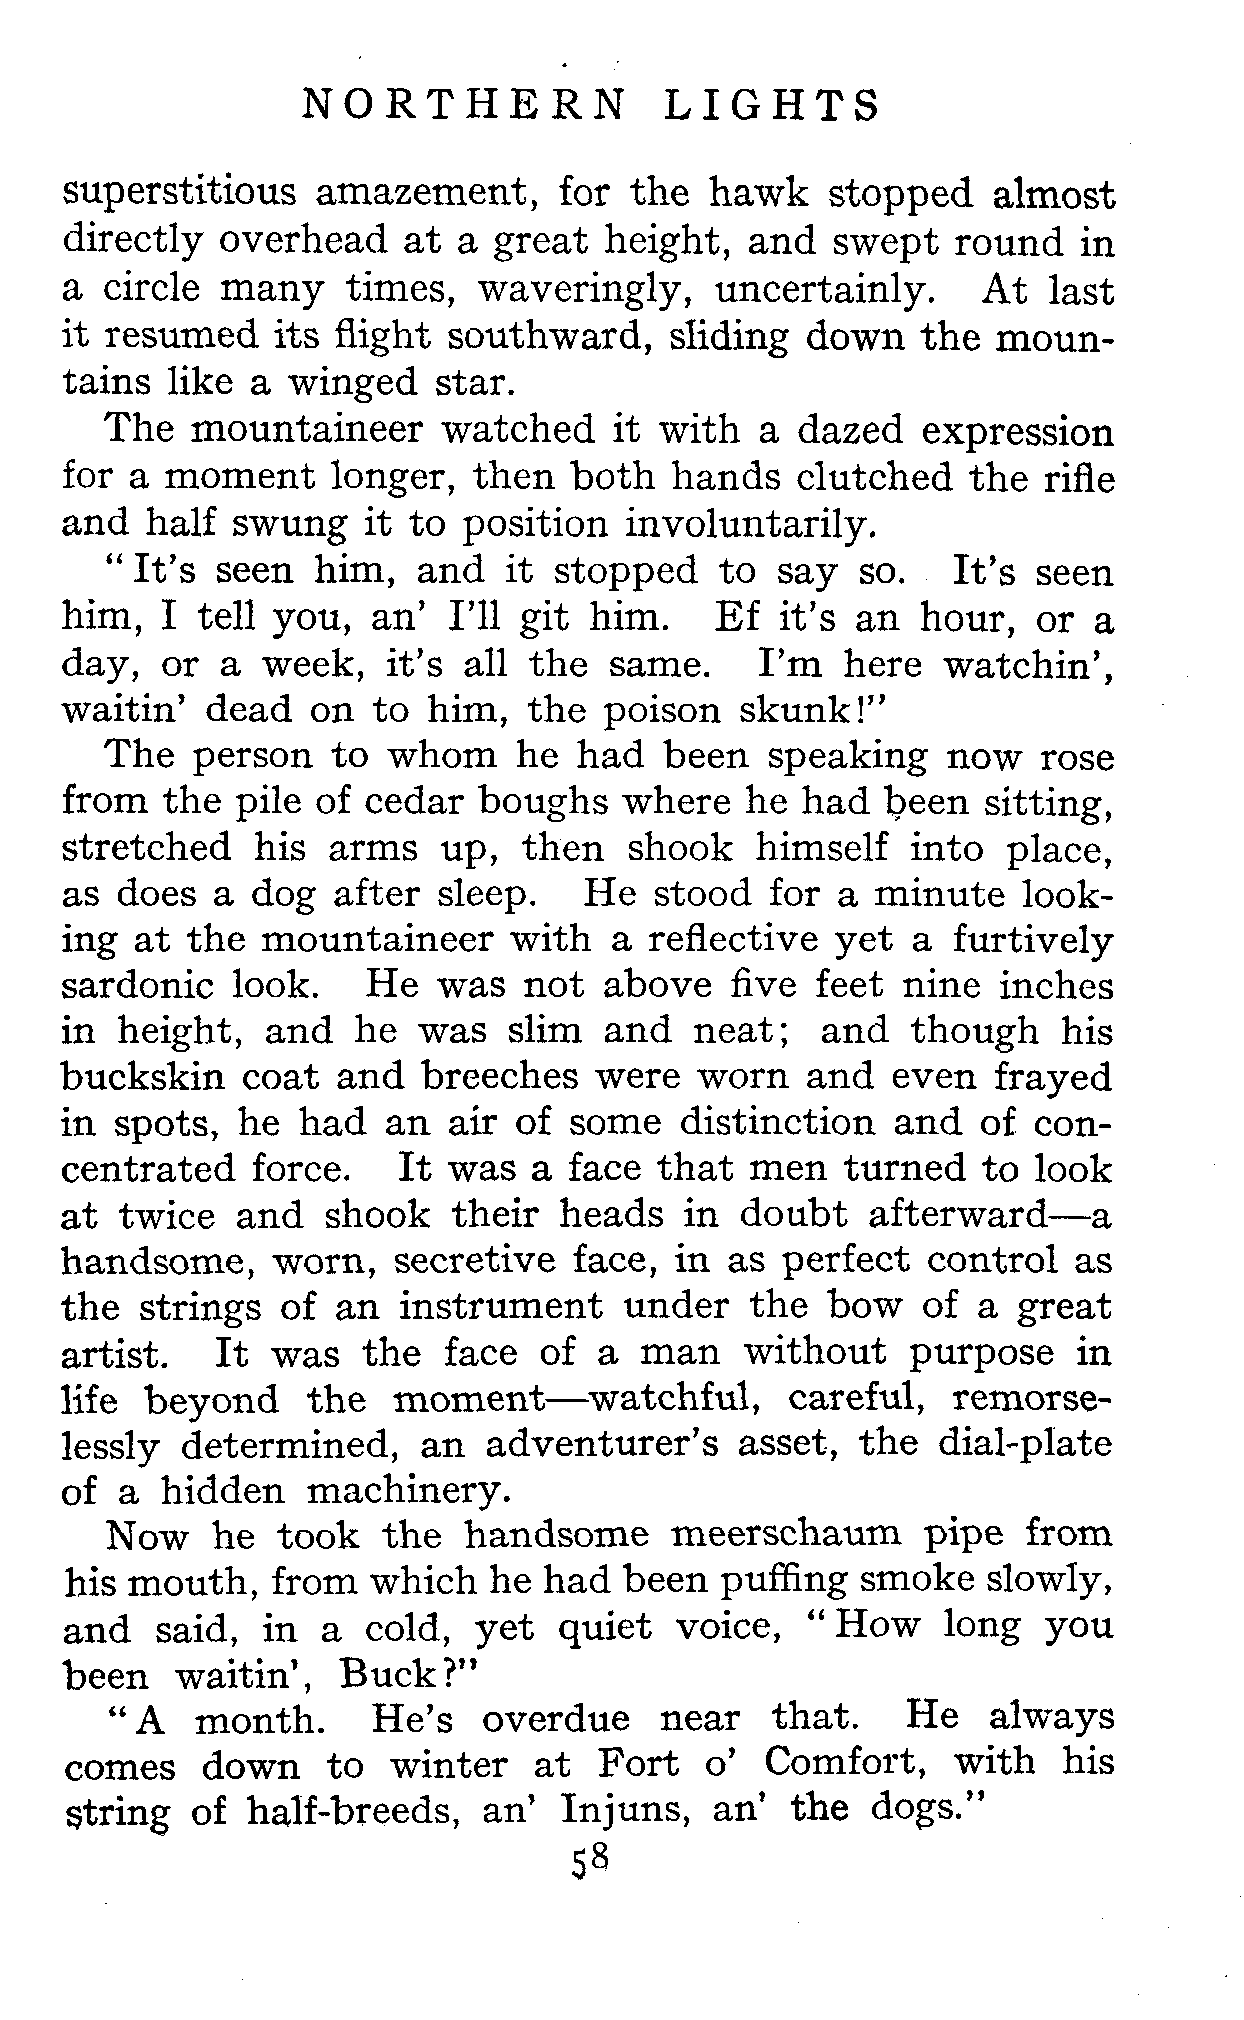 NORTHERN LIGHTS
superstitious amazement, for the hawk stopped almost
directly overhead at a great height, and swept round in
a circle many times, waveringly, uncertainly. At last
it resumed its flight southward, sliding down the moun-
tains like a winged star.
The mountaineer watched it with a dazed expression
for a moment longer, then both hands clutched the rifle
and half swung it to position involuntarily.
"It's seen him, and it stopped to say so. It's seen
him, I tell you, an' I'll git him. Ef it's an hour, or a
day, or a week, it's all the same. I'm here watchin',
waitin' dead on to him, the poison skunk!"
The person to whom he had been speaking now rose
from the pile of cedar boughs where he had been sitting,
stretched his arms up, then shook himself into place,
as does a dog after sleep. He stood for a minute look-
ing at the mountaineer with a reflective yet a furtively
sardonic look. He was not above five feet nine inches
in height, and he was slim and neat; and though his
buckskin coat and breeches were worn and even frayed
in spots, he had an air of some distinction and of con-
centrated force. It was a face that men turned to look
at twice and shook their heads in doubt afterward—a
handsome, worn, secretive face, in as perfect control as
the strings of an instrument under the bow of a great
artist. It was the face of a man without purpose in
life beyond the moment—watchful, careful, remorse-
lessly determined, an adventurer's asset, the dial-plate
of a hidden machinery.
Now he took the handsome meerschaum pipe from
his mouth, from which he had been puffing smoke slowly,
and said, in a cold, yet quiet voice, "How long you
been waitin', Buck?"
"A month. He's overdue near that. He always
comes down to winter at Fort o' Comfort, with his
string of half-breeds, an' Injuns, an' the dogs."
58